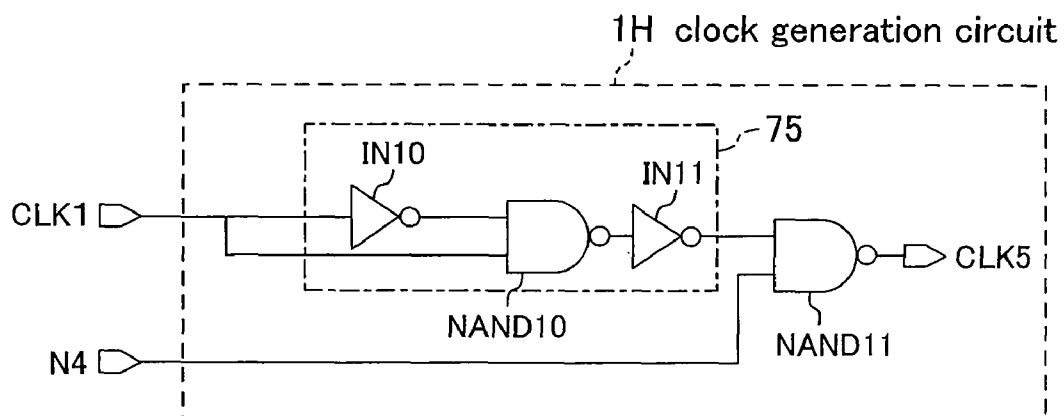 1H clock generation circuit
75
IN10
IN11
CLK1
CLK5
NAND10
NAND11
N4